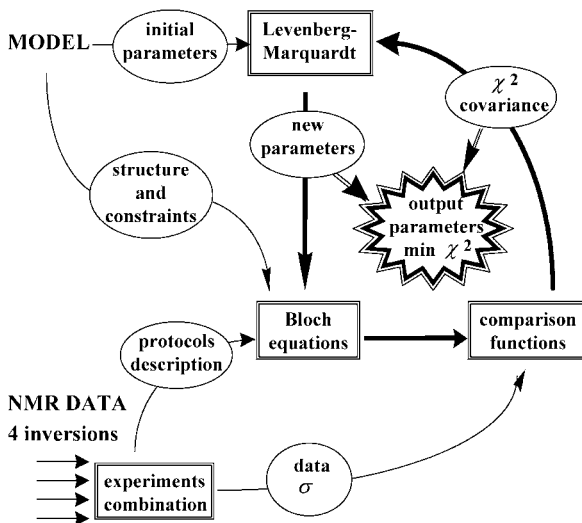 MODEL
initial
parameters
Levenberg-
Marquardt
χ 2
covariance
new
parameters
structure
and
constraints
output
parameters
min χ 2
Bloch
equations
comparison
functions
protocols
description
NMR DATA
4 inversions
experiments
combination
data
σ